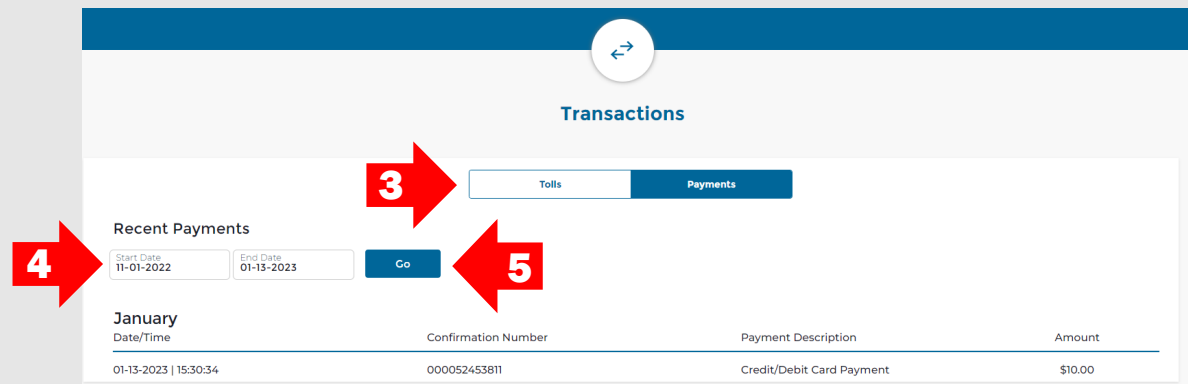 Transactions
3
Tolls Payments
Recent Payments
4
Start Date End Date
11-01-2022 01-13-2023
Go
5
January
Date/Time Confirmation Number Payment Description Amount
01-13-2023 | 15:30:34 000052453811 Credit/Debit Card Payment $10.00